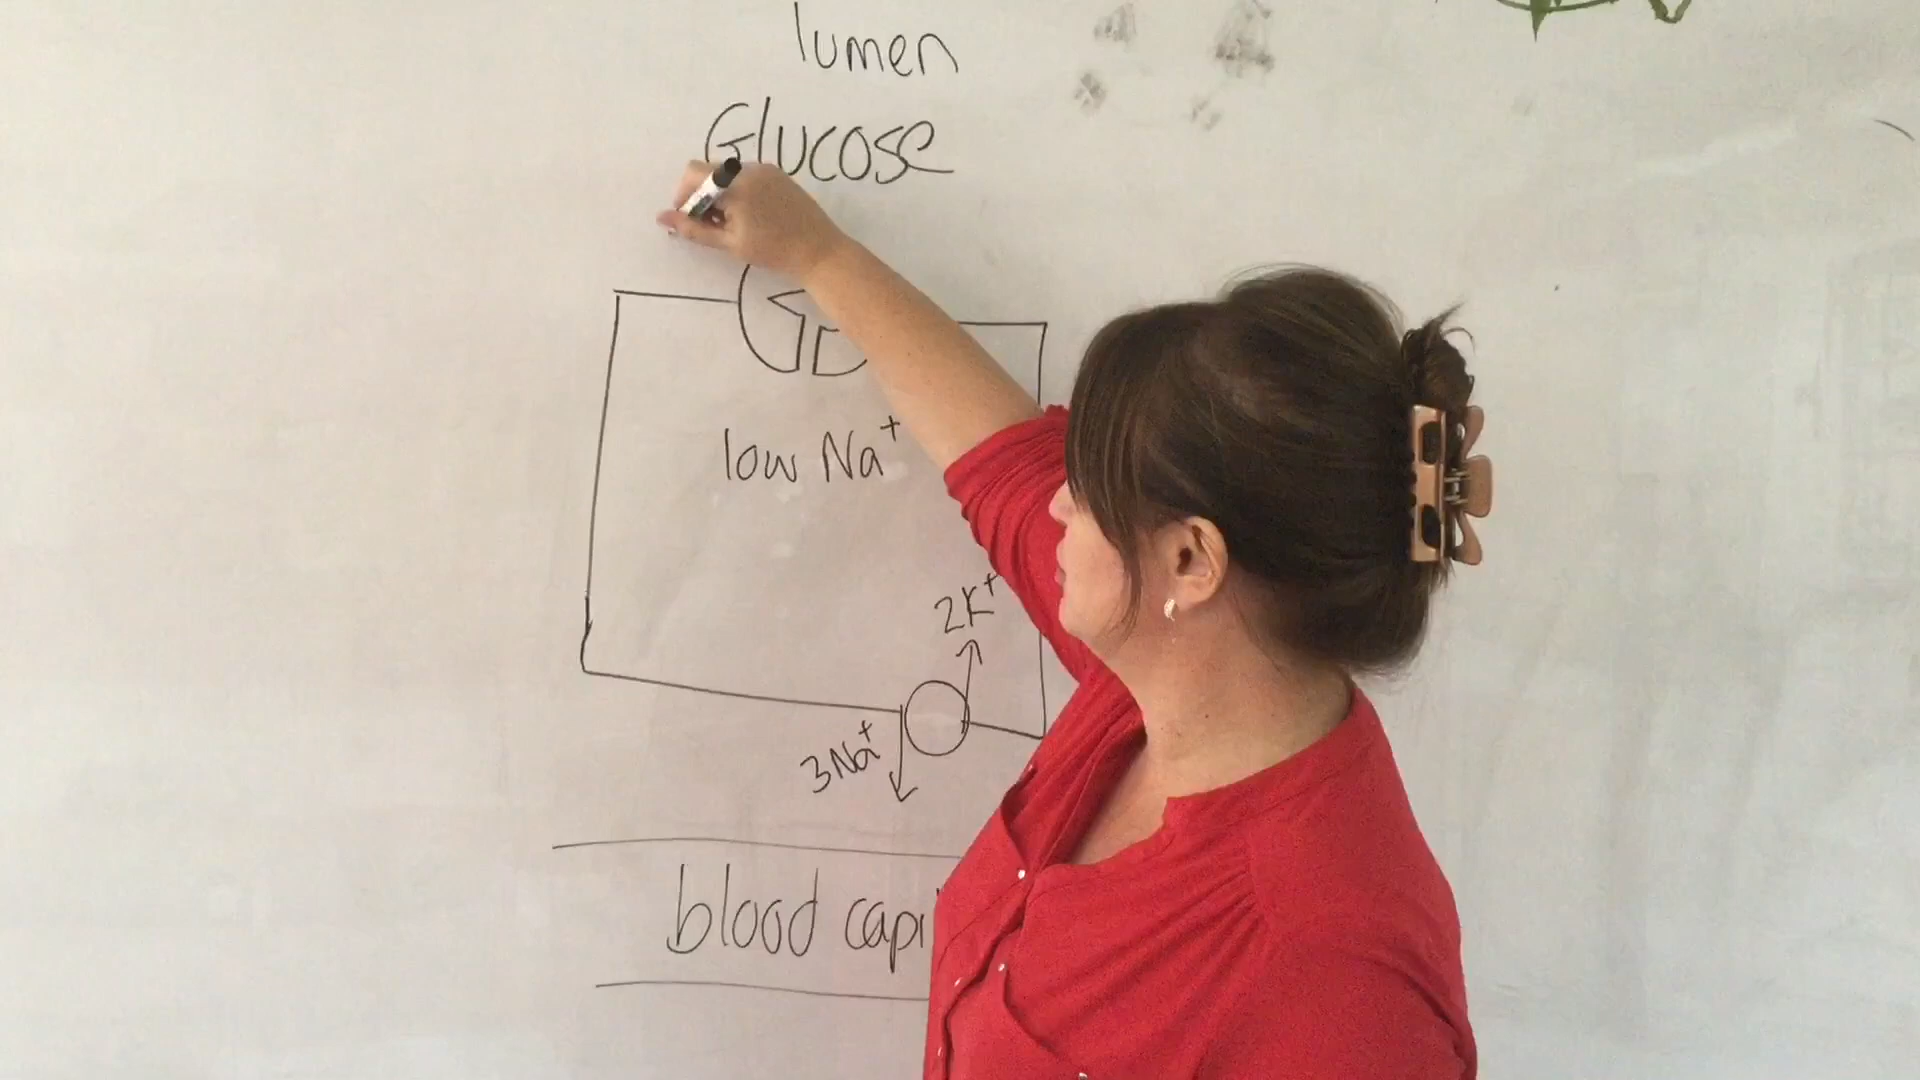 lumen
Glucose
low Na⁺
2K⁺
3Na⁺
blood capi